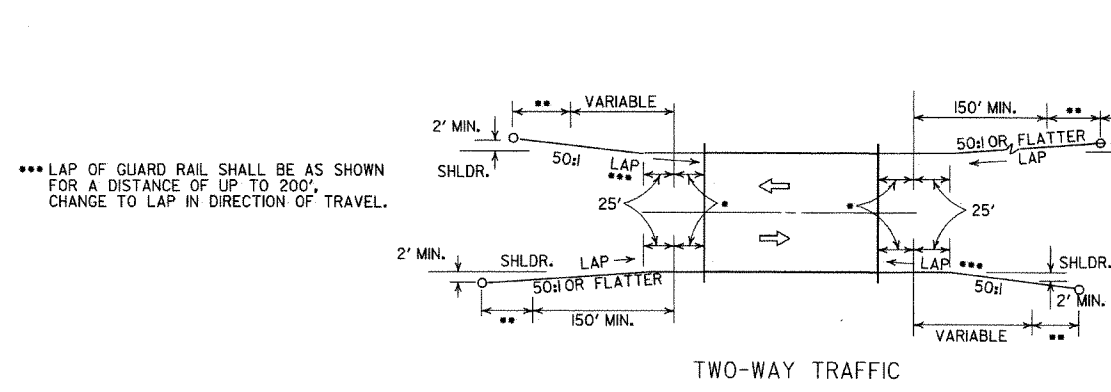 ** VARIABLE
150' MIN. **
2' MIN.
50:1 OR FLATTER
50:1
LAP
SHLDR.
LAP
***
*** LAP OF GUARD RAIL SHALL BE AS SHOWN
FOR A DISTANCE OF UP TO 200',
CHANGE TO LAP IN DIRECTION OF TRAVEL.
25' * * 25'
2' MIN. SHLDR. LAP
LAP *** SHLDR.
50:1 OR FLATTER
50:1
2' MIN.
** 150' MIN.
VARIABLE **
TWO-WAY TRAFFIC